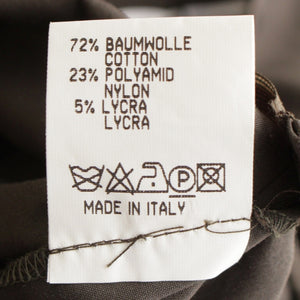 72% BAUMWOLLE
COTTON
23% POLYAMID
NYLON
5% LYCRA
LYCRA
P
MADE IN ITALY